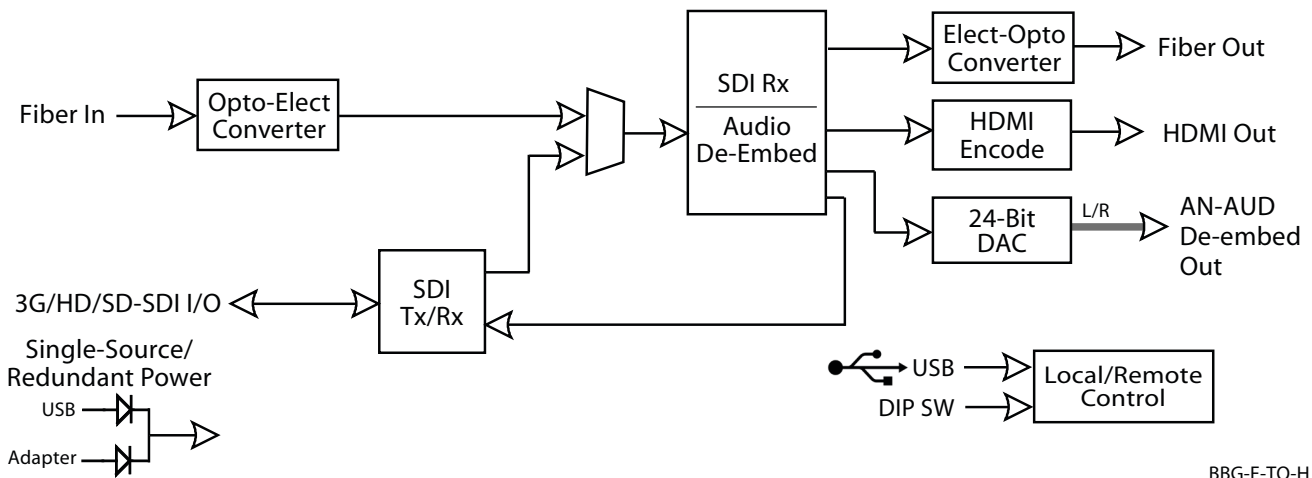 Fiber In
Opto-Elect
Converter
SDI Rx
Audio
De-Embed
Elect-Opto
Converter
Fiber Out
HDMI
Encode
HDMI Out
24-Bit
DAC
L/R
AN-AUD
De-embed
Out
3G/HD/SD-SDI I/O
SDI
Tx/Rx
Single-Source/
Redundant Power
USB
Adapter
USB
DIP SW
Local/Remote
Control
BBG-F-TO-H